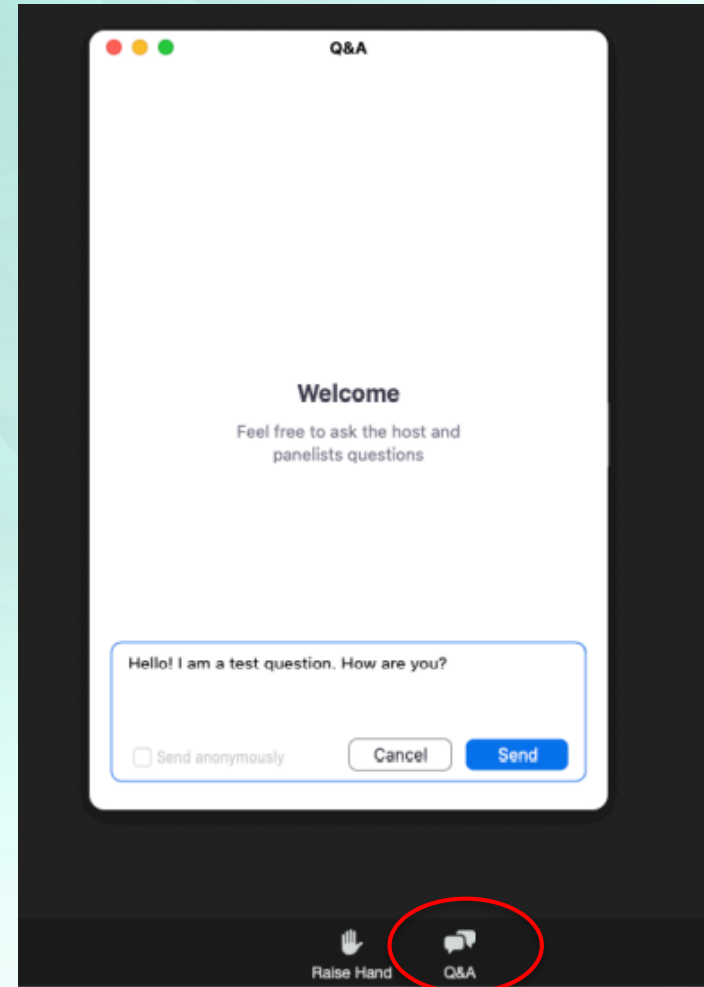 Q&A
Welcome
Feel free to ask the host and
panelists questions
Hello! I am a test question. How are you?
Send anonymously
Cancel
Send
Raise Hand
Q&A